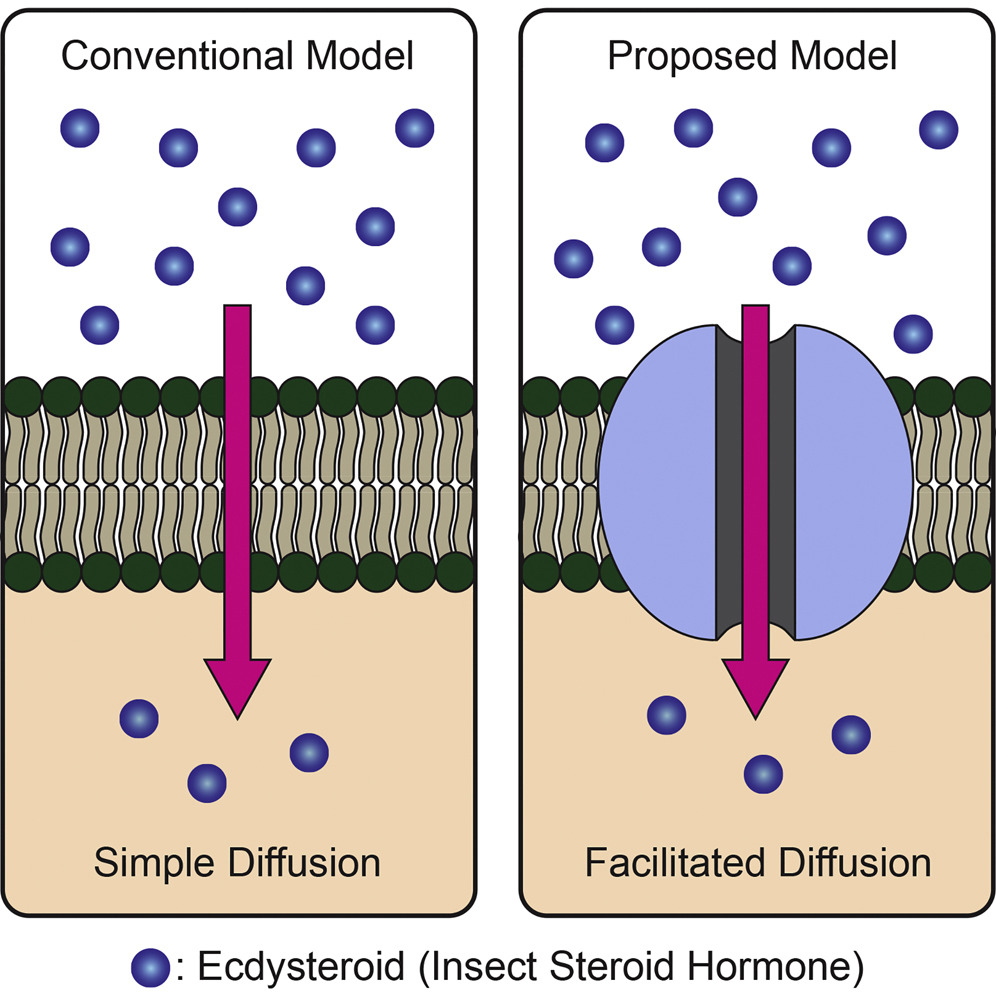 Conventional Model
Proposed Model
Simple Diffusion
Facilitated Diffusion
: Ecdysteroid (Insect Steroid Hormone)